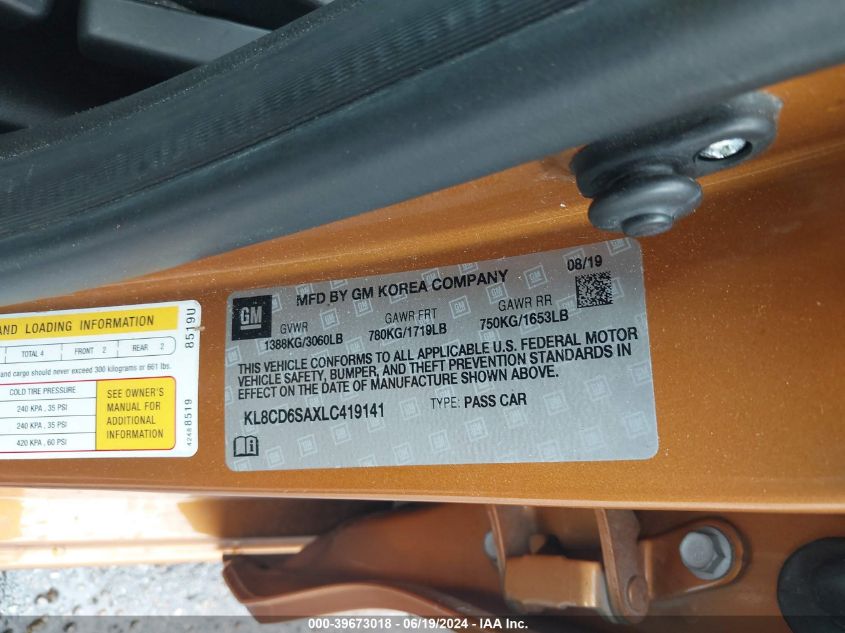 AND LOADING INFORMATION
TOTAL 4 FRONT 2 REAR 2
and cargo should never exceed 300 kilograms or 661 lbs.
COLD TIRE PRESSURE
240 KPA , 35 PSI
240 KPA , 35 PSI
420 KPA , 60 PSI
SEE OWNER'S
MANUAL FOR
ADDITIONAL
INFORMATION
8519U
42488519
GM
MFD BY GM KOREA COMPANY
08/19
GVWR
1388KG/3060LB
GAWR FRT
780KG/1719LB
GAWR RR
750KG/1653LB
THIS VEHICLE CONFORMS TO ALL APPLICABLE U.S. FEDERAL MOTOR
VEHICLE SAFETY, BUMPER, AND THEFT PREVENTION STANDARDS IN
EFFECT ON THE DATE OF MANUFACTURE SHOWN ABOVE.
KL8CD6SAXLC419141
TYPE: PASS CAR
000-39673018 - 06/19/2024 - IAA Inc.